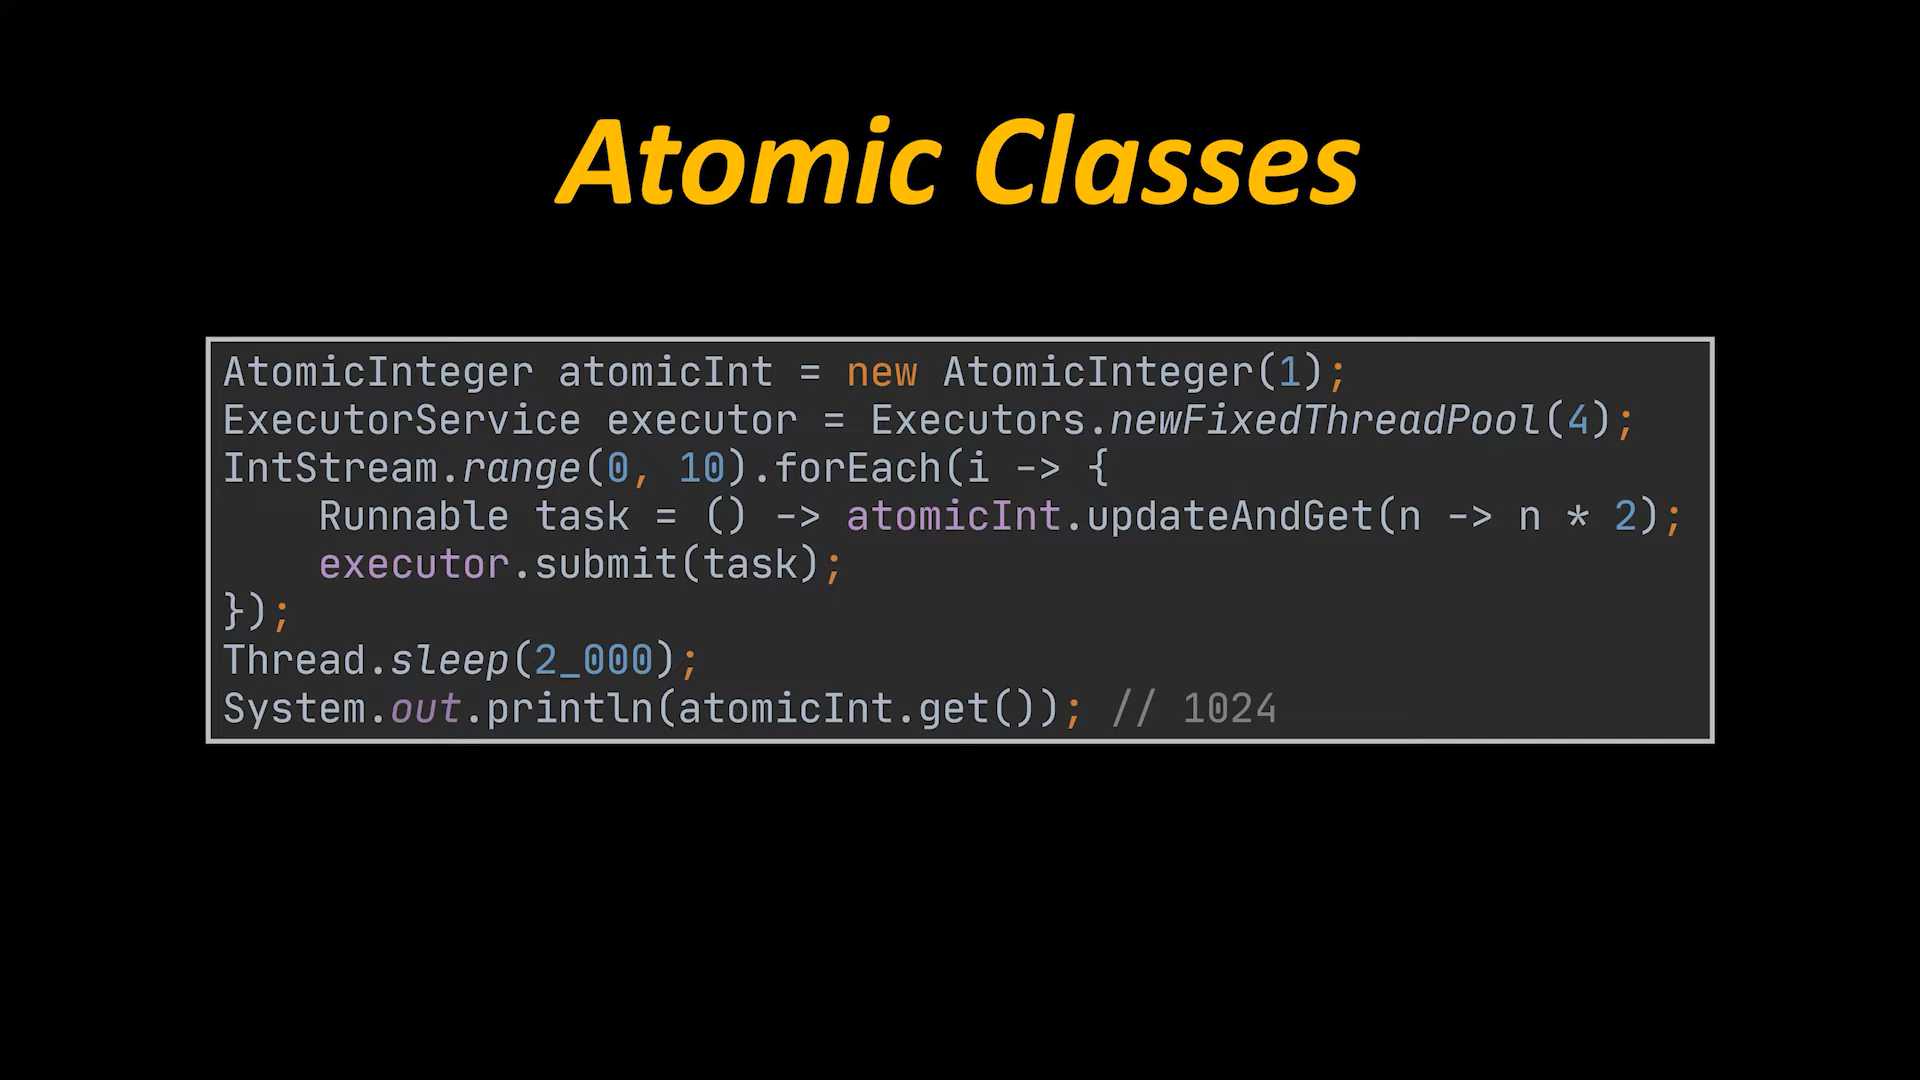 Atomic Classes
AtomicInteger atomicInt = new AtomicInteger(1);
ExecutorService executor = Executors.newFixedThreadPool(4);
IntStream.range(0, 10).forEach(i -> {
    Runnable task = () -> atomicInt.updateAndGet(n -> n * 2);
    executor.submit(task);
});
Thread.sleep(2_000);
System.out.println(atomicInt.get()); // 1024